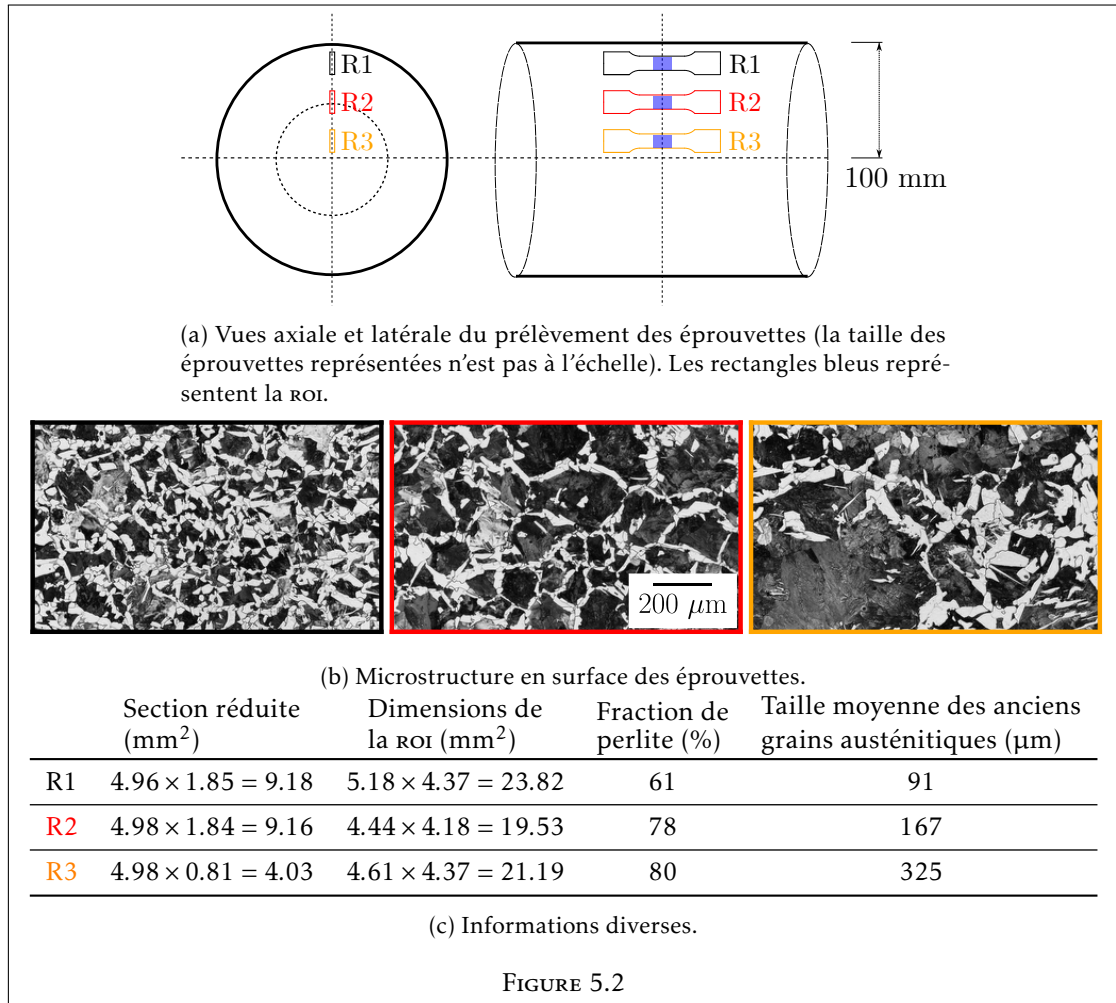 R1
R2
R3
R1
R2
R3
100 mm
(a) Vues axiale et latérale du prélèvement des éprouvettes (la taille des
éprouvettes représentées n'est pas à l'échelle). Les rectangles bleus repré-
sentent la ROI.
200 µm
(b) Microstructure en surface des éprouvettes.
Section réduite (mm²) Dimensions de la ROI (mm²) Fraction de perlite (%) Taille moyenne des anciens grains austénitiques (µm)
R1 4.96 × 1.85 = 9.18 5.18 × 4.37 = 23.82 61 91
R2 4.98 × 1.84 = 9.16 4.44 × 4.18 = 19.53 78 167
R3 4.98 × 0.81 = 4.03 4.61 × 4.37 = 21.19 80 325
(c) Informations diverses.
FIGURE 5.2